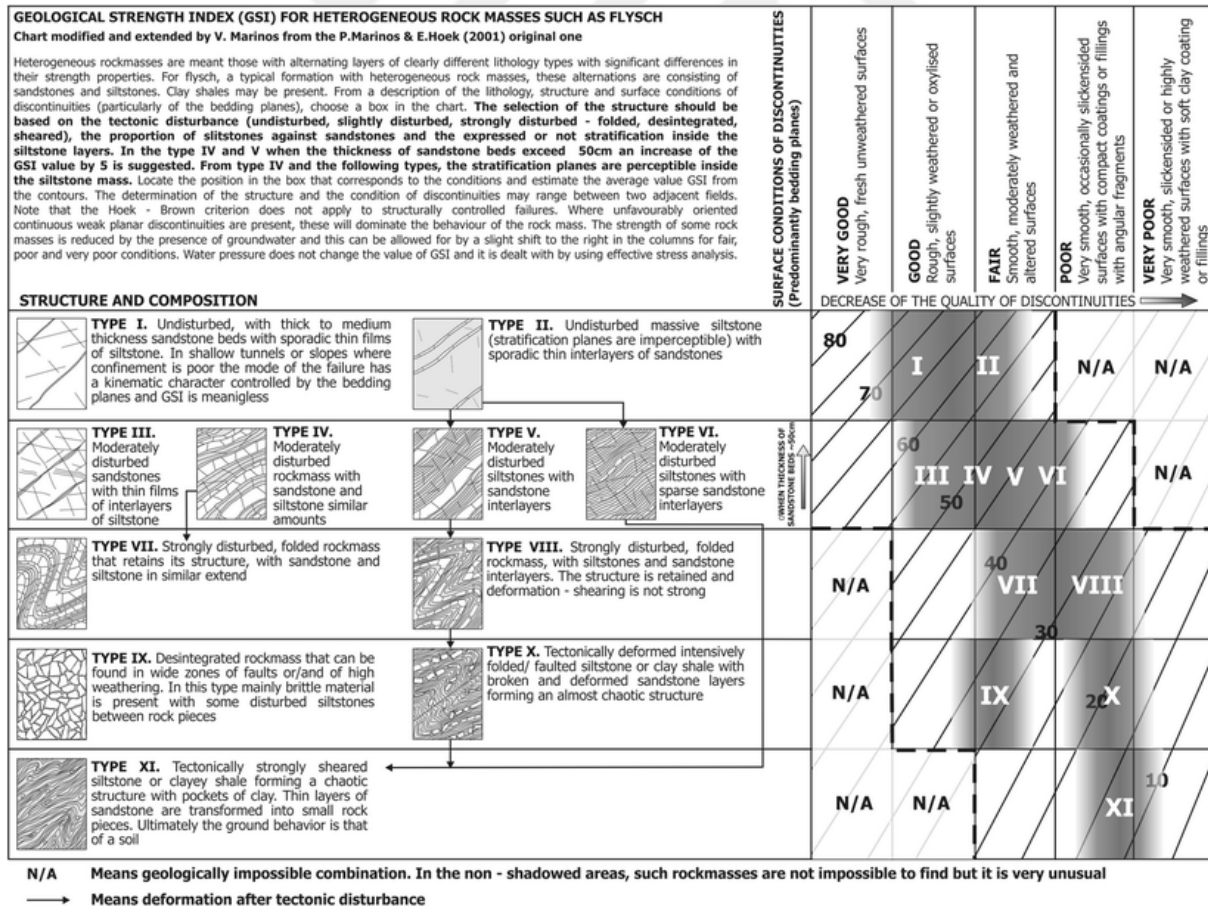 GEOLOGICAL STRENGTH INDEX (GSI) FOR HETEROGENEOUS ROCK MASSES SUCH AS FLYSCH
Chart modified and extended by V. Marinos from the P.Marinos & E.Hoek (2001) original one
Heterogeneous rockmasses are meant those with alternating layers of clearly different lithology types with significant differences in
their strength properties. For flysch, a typical formation with heterogeneous rock masses, these alternations are consisting of
sandstones and siltstones. Clay shales may be present. From a description of the lithology, structure and surface conditions of
discontinuities (particularly of the bedding planes), choose a box in the chart. The selection of the structure should be
based on the tectonic disturbance (undisturbed, slightly disturbed, strongly disturbed - folded, desintegrated,
sheared), the proportion of slitstones against sandstones and the expressed or not stratification inside the
siltstone layers. In the type IV and V when the thickness of sandstone beds exceed 50cm an increase of the
GSI value by 5 is suggested. From type IV and the following types, the stratification planes are perceptible inside
the siltstone mass. Locate the position in the box that corresponds to the conditions and estimate the average value GSI from
the contours. The determination of the structure and the condition of discontinuities may range between two adjacent fields.
Note that the Hoek - Brown criterion does not apply to structurally controlled failures. Where unfavourably oriented
continuous weak planar discontinuities are present, these will dominate the behaviour of the rock mass. The strength of some rock
masses is reduced by the presence of groundwater and this can be allowed for by a slight shift to the right in the columns for fair,
poor and very poor conditions. Water pressure does not change the value of GSI and it is dealt with by using effective stress analysis.
STRUCTURE AND COMPOSITION
SURFACE CONDITIONS OF DISCONTINUITIES
(Predominantly bedding planes)
VERY GOOD
Very rough, fresh unweathered surfaces
GOOD
Rough, slightly weathered or oxylised
surfaces
FAIR
Smooth, moderately weathered and
altered surfaces
POOR
Very smooth, occasionally slickensided
surfaces with compact coatings or fillings
with angular fragments
VERY POOR
Very smooth, slickensided or highly
weathered surfaces with soft clay coating
or fillings
DECREASE OF THE QUALITY OF DISCONTINUITIES
TYPE I. Undisturbed, with thick to medium
thickness sandstone beds with sporadic thin films
of siltstone. In shallow tunnels or slopes where
confinement is poor the mode of the failure has
a kinematic character controlled by the bedding
planes and GSI is meanigless
TYPE II. Undisturbed massive siltstone
(stratification planes are imperceptible) with
sporadic thin interlayers of sandstones
80
70
I
II
N/A
N/A
TYPE III.
Moderately
disturbed
sandstones
with thin films
of interlayers
of siltstone
TYPE IV.
Moderately
disturbed
rockmass with
sandstone and
siltstone similar
amounts
TYPE V.
Moderately
disturbed
siltstones with
sandstone
interlayers
TYPE VI.
Moderately
disturbed
siltstones with
sparse sandstone
interlayers
WHEN THICKNESS OF
SANDSTONE BEDS ~50cm
60
50
III
IV
V
VI
N/A
TYPE VII. Strongly disturbed, folded rockmass
that retains its structure, with sandstone and
siltstone in similar extend
TYPE VIII. Strongly disturbed, folded
rockmass, with siltstones and sandstone
interlayers. The structure is retained and
deformation - shearing is not strong
N/A
40
VII
VIII
30
TYPE IX. Desintegrated rockmass that can be
found in wide zones of faults or/and of high
weathering. In this type mainly brittle material
is present with some disturbed siltstones
between rock pieces
TYPE X. Tectonically deformed intensively
folded/ faulted siltstone or clay shale with
broken and deformed sandstone layers
forming an almost chaotic structure
N/A
IX
20
X
TYPE XI. Tectonically strongly sheared
siltstone or clayey shale forming a chaotic
structure with pockets of clay. Thin layers of
sandstone are transformed into small rock
pieces. Ultimately the ground behavior is that
of a soil
N/A
N/A
10
XI
N/A Means geologically impossible combination. In the non - shadowed areas, such rockmasses are not impossible to find but it is very unusual
Means deformation after tectonic disturbance